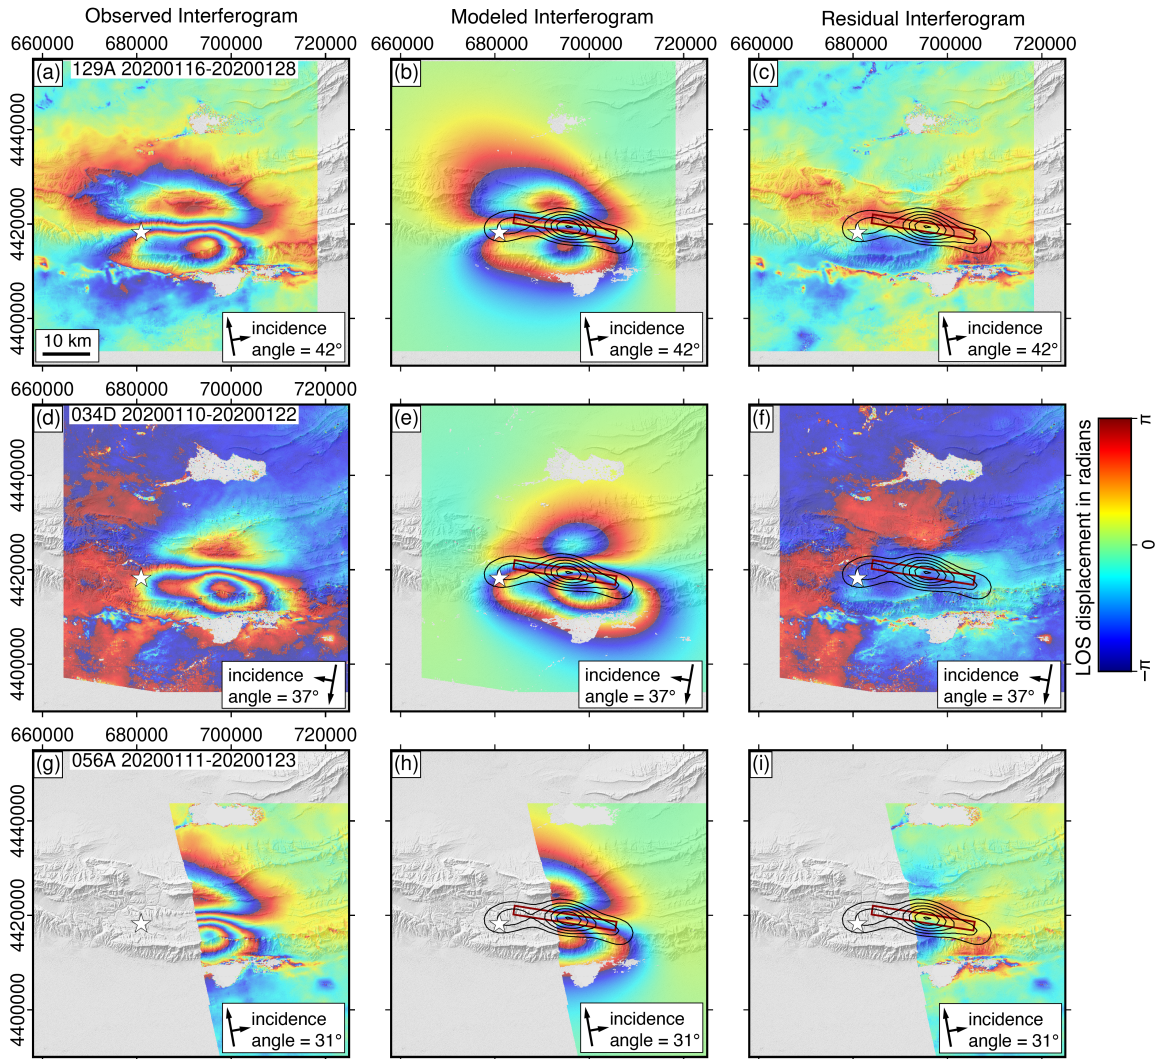 Observed Interferogram
Modeled Interferogram
Residual Interferogram
660000 680000 700000 720000
660000 680000 700000 720000
660000 680000 700000 720000
(a) 129A 20200116-20200128
(b)
(c)
4440000
4420000
4400000
10 km
incidence
angle = 42°
incidence
angle = 42°
incidence
angle = 42°
660000 680000 700000 720000
(d) 034D 20200110-20200122
(e)
(f)
4440000
4420000
4400000
incidence
angle = 37°
incidence
angle = 37°
incidence
angle = 37°
π
0
-π
LOS displacement in radians
660000 680000 700000 720000
(g) 056A 20200111-20200123
(h)
(i)
4440000
4420000
4400000
incidence
angle = 31°
incidence
angle = 31°
incidence
angle = 31°